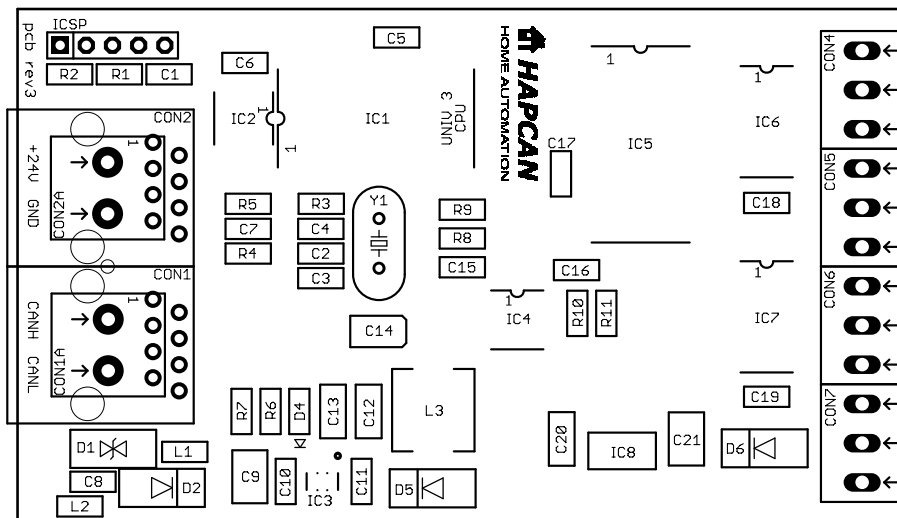 ICSP
pcb rev3
R2
R1
C1
C5
C6
IC2
1
IC1
1
UNIV 3
CPU 3
HAPCAN
HOME AUTOMATION
1
IC5
C17
1
IC6
C18
CON4
CON5
CON2
1
+24V GND
CON2A
R5
C7
R4
R3
C4
C2
C3
Y1
R9
R8
C15
C16
1
IC4
R10
R11
1
IC7
C19
CON6
CON7
CON1
1
CANH CANL
CON1A
C14
R7
R6
D4
C13
C12
L3
D1
L1
C8
D2
L2
C9
C10
IC3
C11
D5
C20
IC8
C21
D6